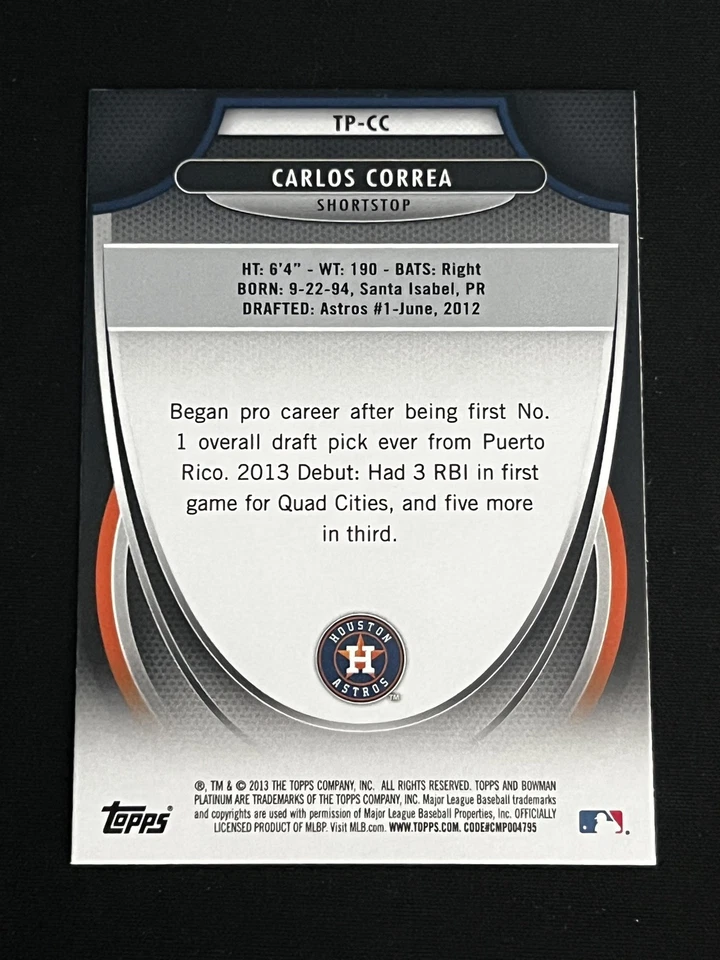 TP-CC
CARLOS CORREA
SHORTSTOP
HT: 6'4" - WT: 190 - BATS: Right
BORN: 9-22-94, Santa Isabel, PR
DRAFTED: Astros #1-June, 2012
Began pro career after being first No.
1 overall draft pick ever from Puerto
Rico. 2013 Debut: Had 3 RBI in first
game for Quad Cities, and five more
in third.
HOUSTON
H
ASTROS
TM
®, TM & © 2013 THE TOPPS COMPANY, INC. ALL RIGHTS RESERVED. TOPPS AND BOWMAN
PLATINUM ARE TRADEMARKS OF THE TOPPS COMPANY, INC. Major League Baseball trademarks
and copyrights are used with permission of Major League Baseball Properties, Inc. OFFICIALLY
LICENSED PRODUCT OF MLBP. Visit MLB.com. WWW.TOPPS.COM. CODE#CMP004795
Topps®